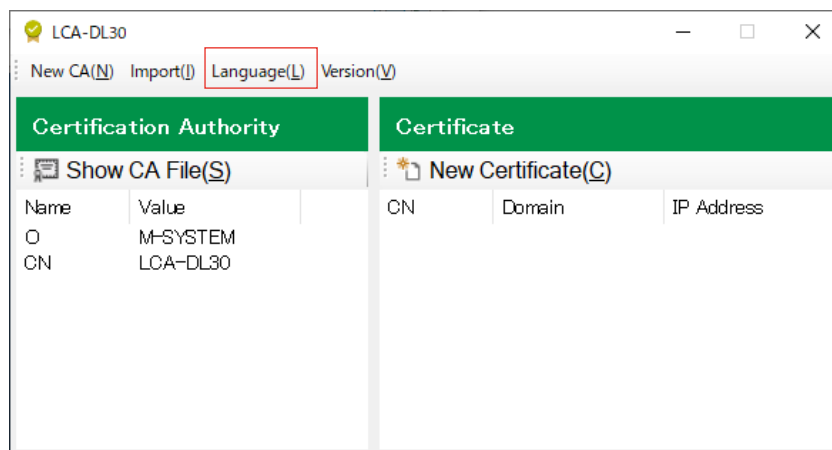 LCA-DL30
New CA(N) Import(I) Language(L) Version(V)
Certification Authority
Show CA File(S)
Name Value
O M-SYSTEM
CN LCA-DL30
Certificate
New Certificate(C)
CN Domain IP Address